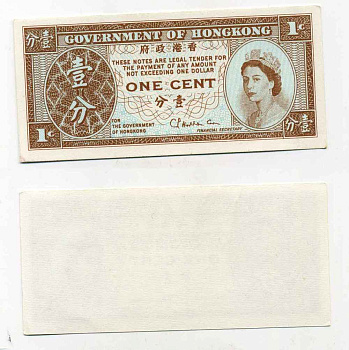 分壹 GOVERNMENT OF HONGKONG 1¢
府政港香
THESE NOTES ARE LEGAL TENDER FOR
THE PAYMENT OF ANY AMOUNT
NOT EXCEEDING ONE DOLLAR
壹分
ONE CENT
分壹
FOR
THE GOVERNMENT
OF HONGKONG
FINANCIAL SECRETARY
1¢ 分壹